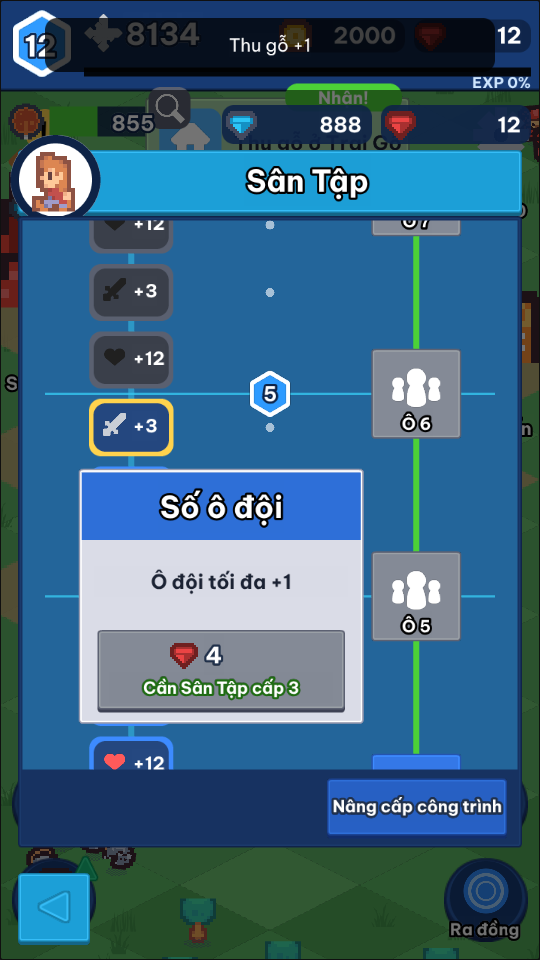 12
8134
2000
12
Thu gỗ +1
EXP 0%
Nhân!
855
888
12
Sân Tập
+12
Ô 7
+3
+12
5
Ô 6
+3
Số ô đội
Ô đội tối đa +1
Ô 5
4
Cần Sân Tập cấp 3
+12
Nâng cấp công trình
Ra đồng